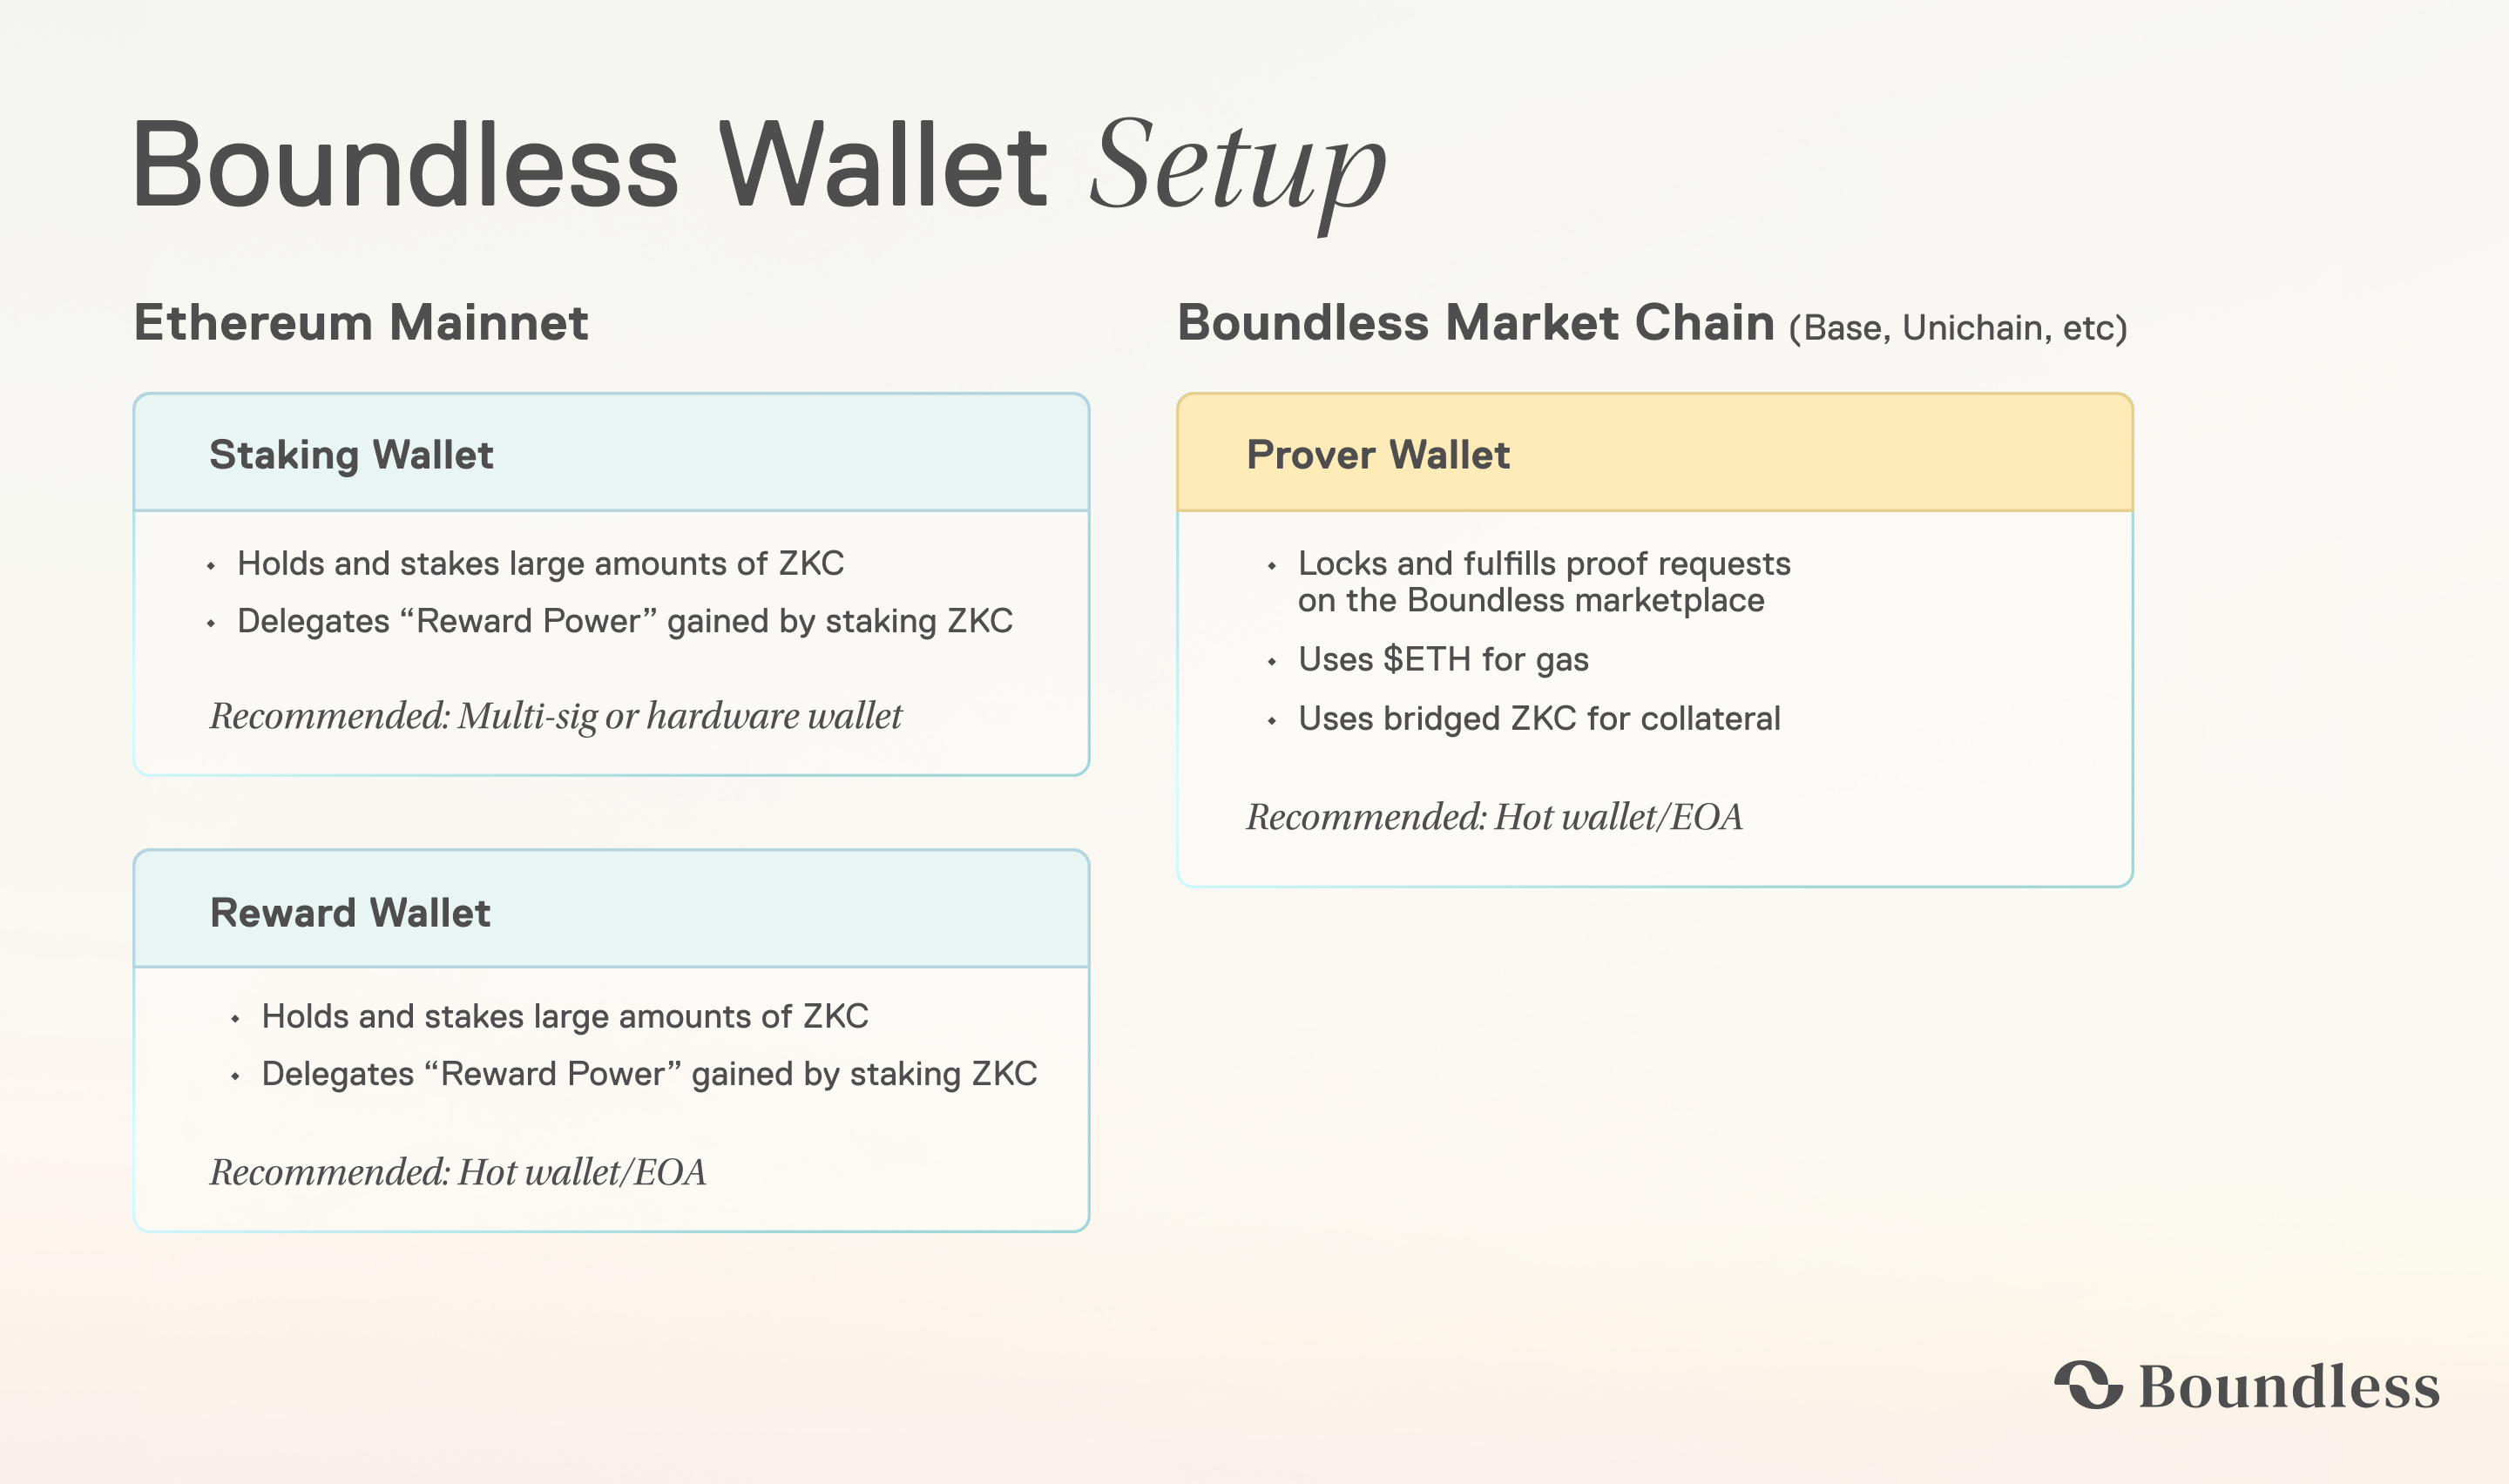 Boundless Wallet Setup
Ethereum Mainnet
Staking Wallet
• Holds and stakes large amounts of ZKC
• Delegates “Reward Power” gained by staking ZKC
Recommended: Multi-sig or hardware wallet
Reward Wallet
• Holds and stakes large amounts of ZKC
• Delegates “Reward Power” gained by staking ZKC
Recommended: Hot wallet/EOA
Boundless Market Chain (Base, Unichain, etc)
Prover Wallet
• Locks and fulfills proof requests
on the Boundless marketplace
• Uses $ETH for gas
• Uses bridged ZKC for collateral
Recommended: Hot wallet/EOA
Boundless